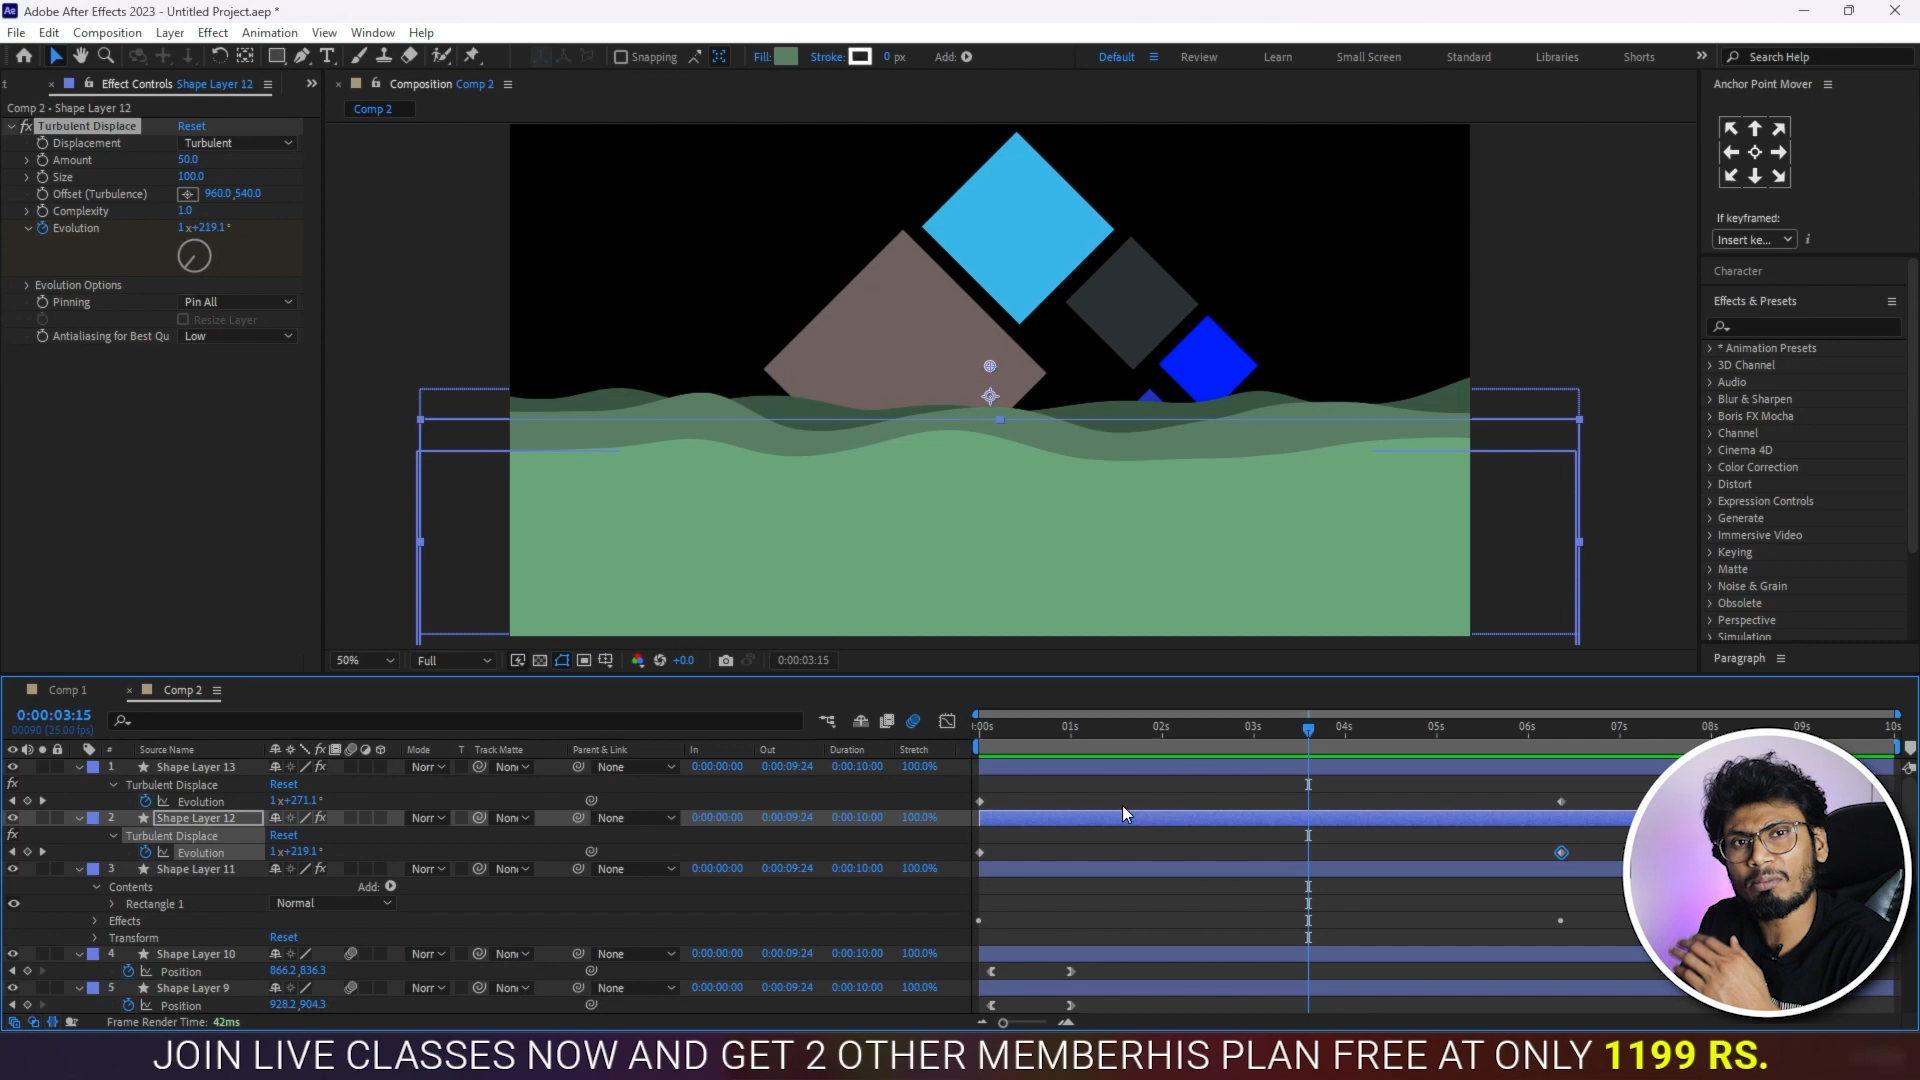 Adobe After Effects 2023 - Untitled Project.aep *
File Edit Composition Layer Effect Animation View Window Help
Snapping Fill: Stroke: 0 px Add: Default Review Learn Small Screen Standard Libraries Shorts Search Help
Effect Controls Shape Layer 12
Composition Comp 2
Anchor Point Mover
Comp 2 • Shape Layer 12
Comp 2
Turbulent Displace Reset
Displacement Turbulent
Amount 50.0
Size 100.0
Offset (Turbulence) 960.0,540.0
Complexity 1.0
Evolution 1x+219.1°
Evolution Options
Pinning Pin All
Resize Layer
Antialiasing for Best Qu Low
If keyframed:
Insert ke...
Character
Effects & Presets
* Animation Presets
3D Channel
Audio
Blur & Sharpen
Boris FX Mocha
Channel
Cinema 4D
Color Correction
Distort
Expression Controls
Generate
Immersive Video
Keying
Matte
Noise & Grain
Obsolete
Perspective
Simulation
Paragraph
50% Full +0.0 0:00:03:15
Comp 1 Comp 2
0:00:03:15
00090 (25.00 fps)
:00s 01s 02s 03s 04s 05s 06s 07s 08s 09s 10s
# Source Name Mode T Track Matte Parent & Link In Out Duration Stretch
1 Shape Layer 13 Norr None None 0:00:00:00 0:00:09:24 0:00:10:00 100.0%
Turbulent Displace Reset
Evolution 1x+271.1°
2 Shape Layer 12 Norr None None 0:00:00:00 0:00:09:24 0:00:10:00 100.0%
Turbulent Displace Reset
Evolution 1x+219.1°
3 Shape Layer 11 Norr None None 0:00:00:00 0:00:09:24 0:00:10:00 100.0%
Contents Add:
Rectangle 1 Normal
Effects
Transform Reset
4 Shape Layer 10 Norr None None 0:00:00:00 0:00:09:24 0:00:10:00 100.0%
Position 866.2,836.3
5 Shape Layer 9 Norr None None 0:00:00:00 0:00:09:24 0:00:10:00 100.0%
Position 928.2,904.3
Frame Render Time: 42ms
JOIN LIVE CLASSES NOW AND GET 2 OTHER MEMBERHIS PLAN FREE AT ONLY 1199 RS.